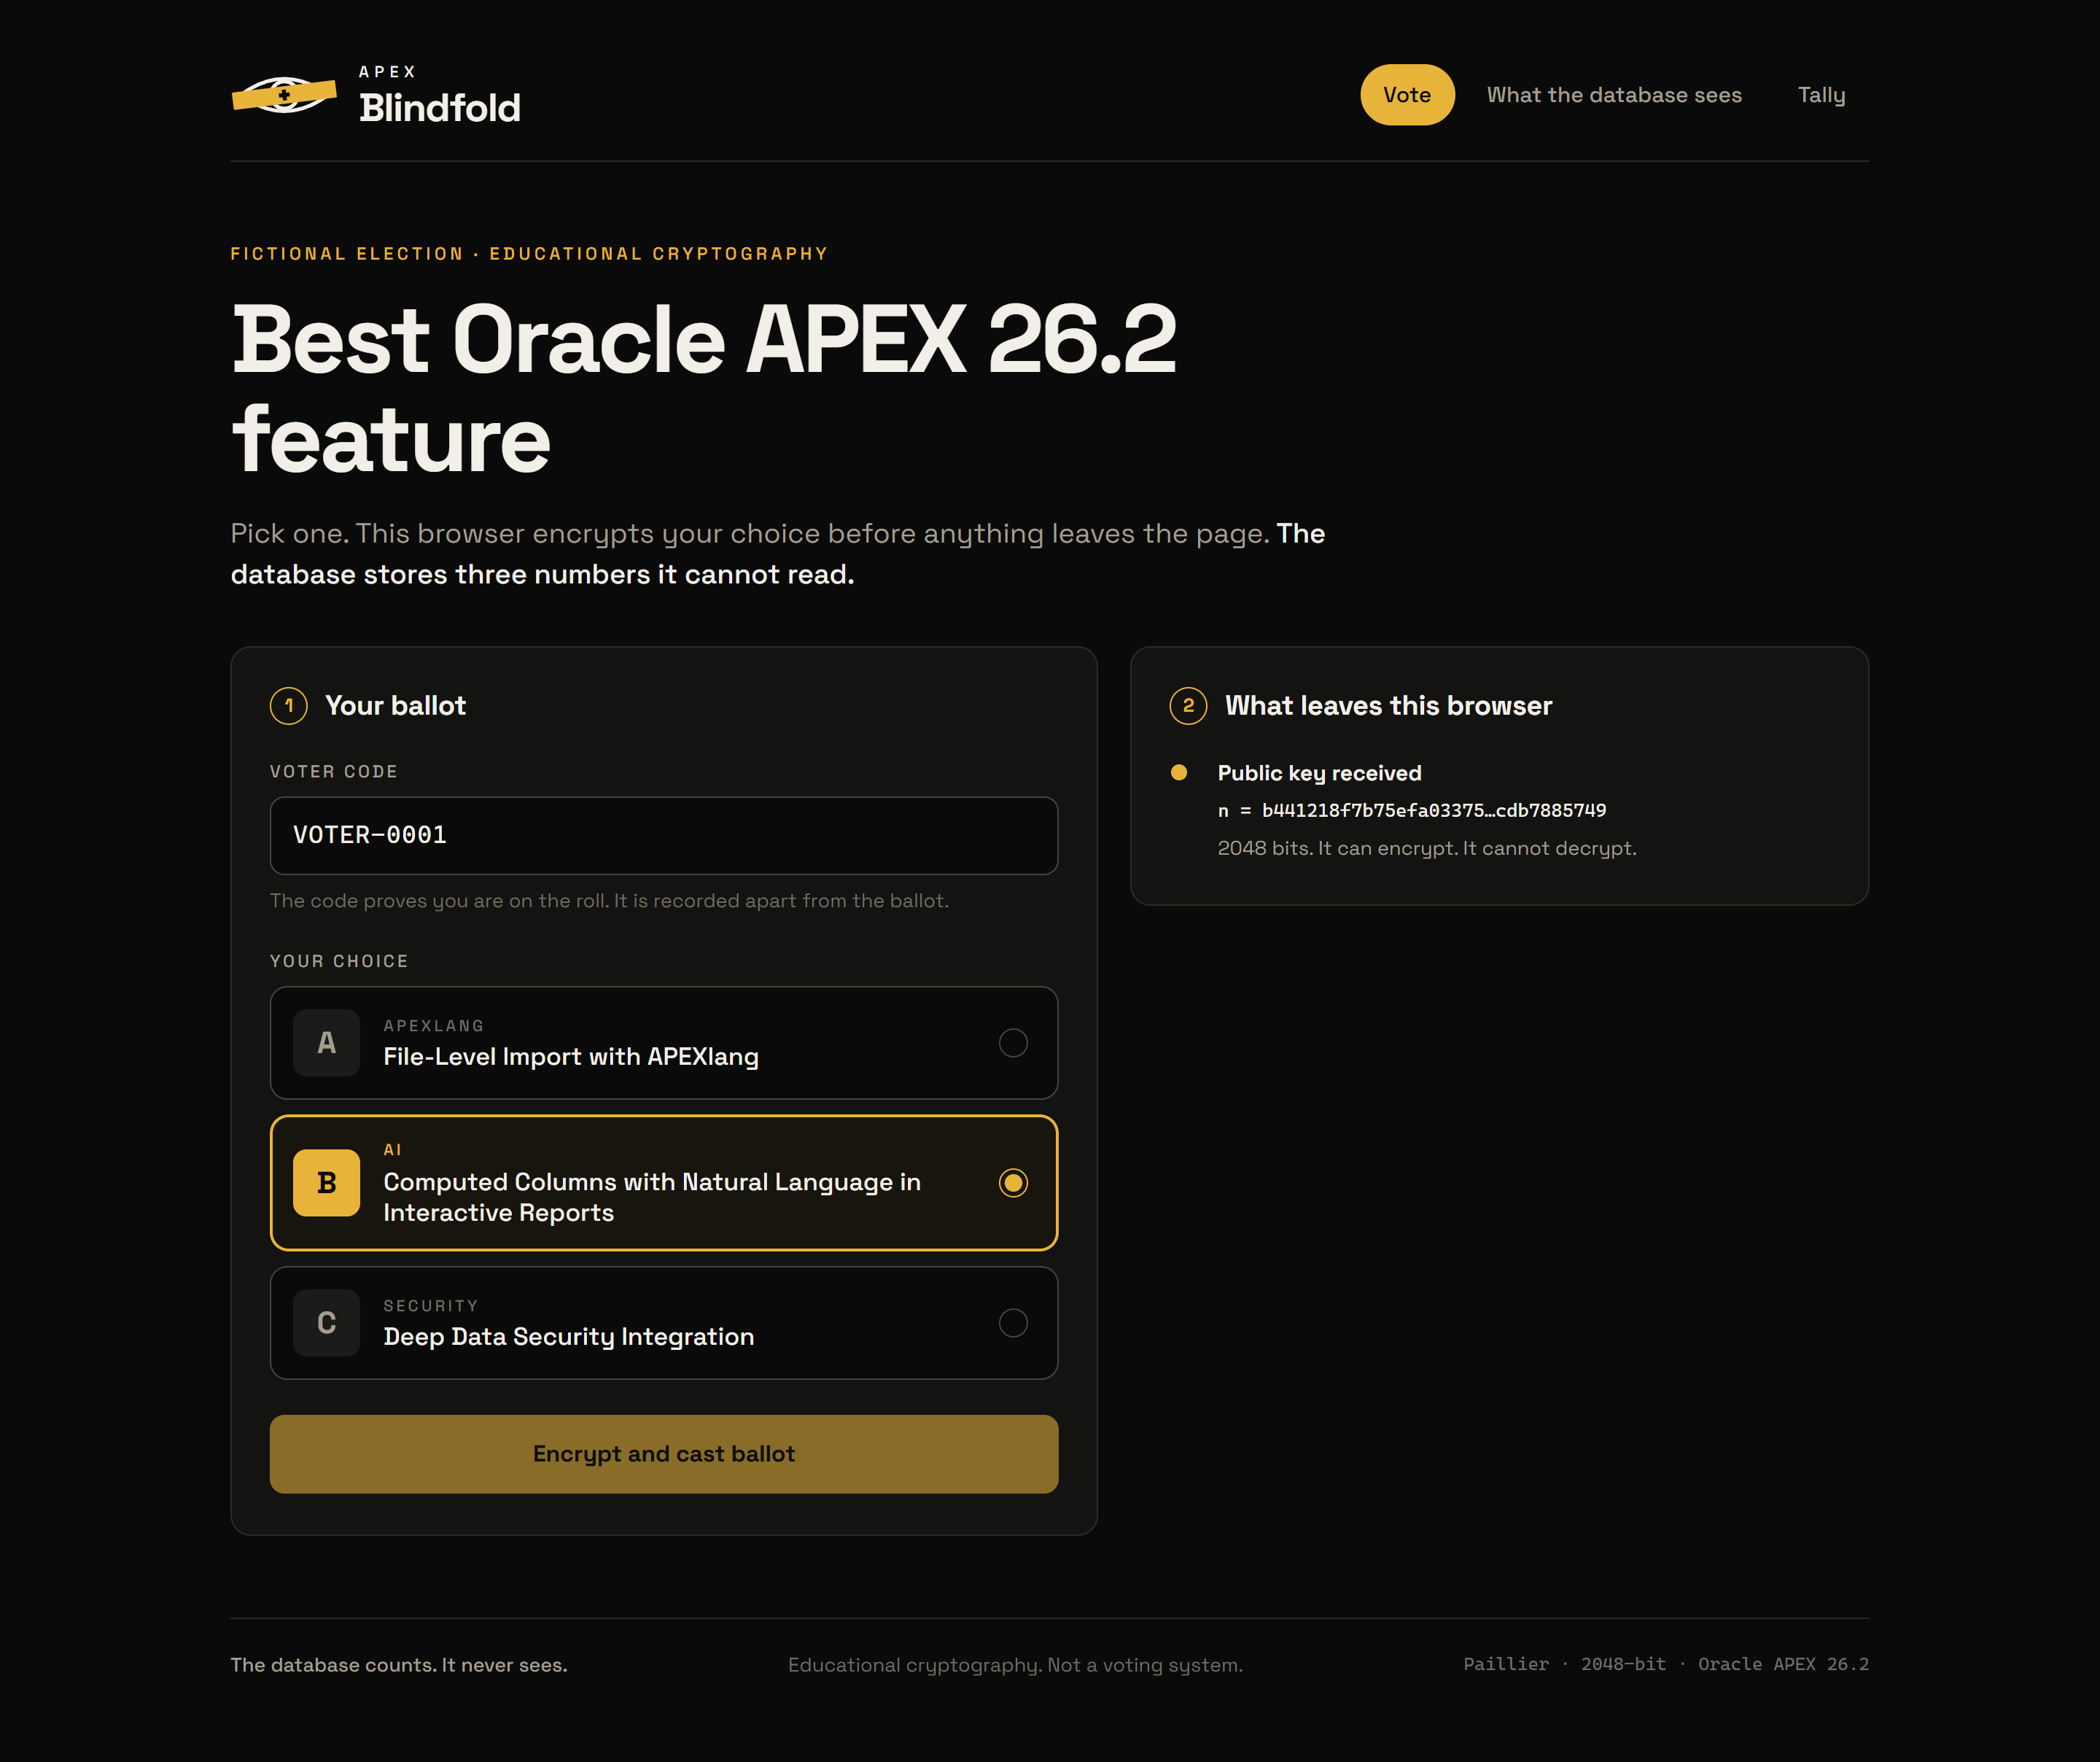 APEX
Blindfold
Vote
What the database sees
Tally
FICTIONAL ELECTION · EDUCATIONAL CRYPTOGRAPHY
Best Oracle APEX 26.2
feature
Pick one. This browser encrypts your choice before anything leaves the page. The
database stores three numbers it cannot read.
1 Your ballot
VOTER CODE
VOTER-0001
The code proves you are on the roll. It is recorded apart from the ballot.
YOUR CHOICE
A
APEXLANG
File-Level Import with APEXlang
B
AI
Computed Columns with Natural Language in
Interactive Reports
C
SECURITY
Deep Data Security Integration
Encrypt and cast ballot
2 What leaves this browser
Public key received
n = b441218f7b75efa03375…cdb7885749
2048 bits. It can encrypt. It cannot decrypt.
The database counts. It never sees.
Educational cryptography. Not a voting system.
Paillier · 2048-bit · Oracle APEX 26.2